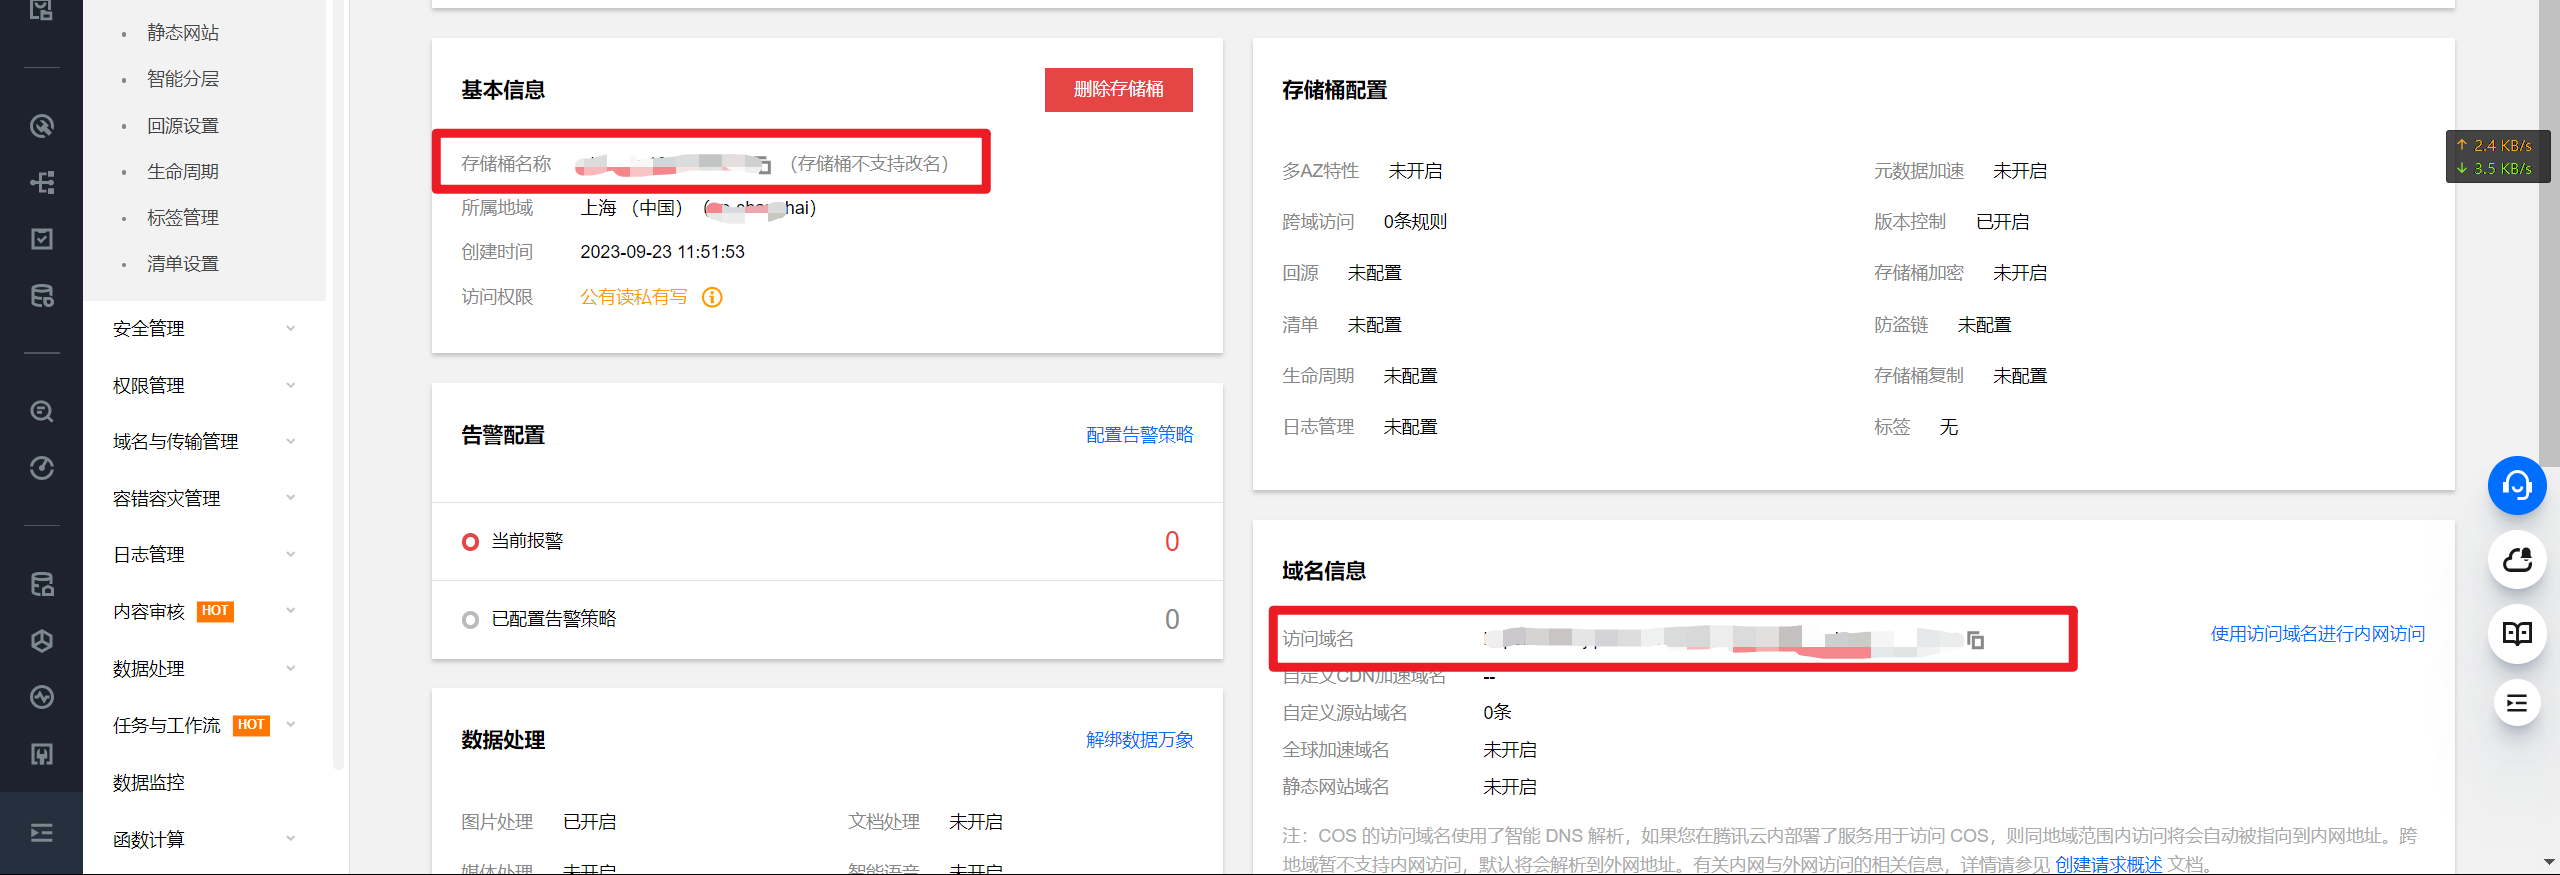 静态网站
智能分层
回源设置
生命周期
标签管理
清单设置
安全管理
权限管理
域名与传输管理
容错容灾管理
日志管理
内容审核 HOT
数据处理
任务与工作流 HOT
数据监控
函数计算
基本信息
删除存储桶
存储桶名称 （存储桶不支持改名）
所属地域 上海 （中国）
创建时间 2023-09-23 11:51:53
访问权限 公有读私有写
告警配置 配置告警策略
当前报警 0
已配置告警策略 0
数据处理 解绑数据万象
图片处理 已开启 文档处理 未开启
媒体处理 未开启 智能语音 未开启
存储桶配置
多AZ特性 未开启 元数据加速 未开启
跨域访问 0条规则 版本控制 已开启
回源 未配置 存储桶加密 未开启
清单 未配置 防盗链 未配置
生命周期 未配置 存储桶复制 未配置
日志管理 未配置 标签 无
域名信息
访问域名 使用访问域名进行内网访问
自定义CDN加速域名 --
自定义源站域名 0条
全球加速域名 未开启
静态网站域名 未开启
注：COS 的访问域名使用了智能 DNS 解析，如果您在腾讯云内部署了服务用于访问 COS，则同地域范围内访问将会自动被指向到内网地址。跨
地域暂不支持内网访问，默认将会解析到外网地址。有关内网与外网访问的相关信息，详情请参见 创建请求概述 文档。
↑ 2.4 KB/s
↓ 3.5 KB/s